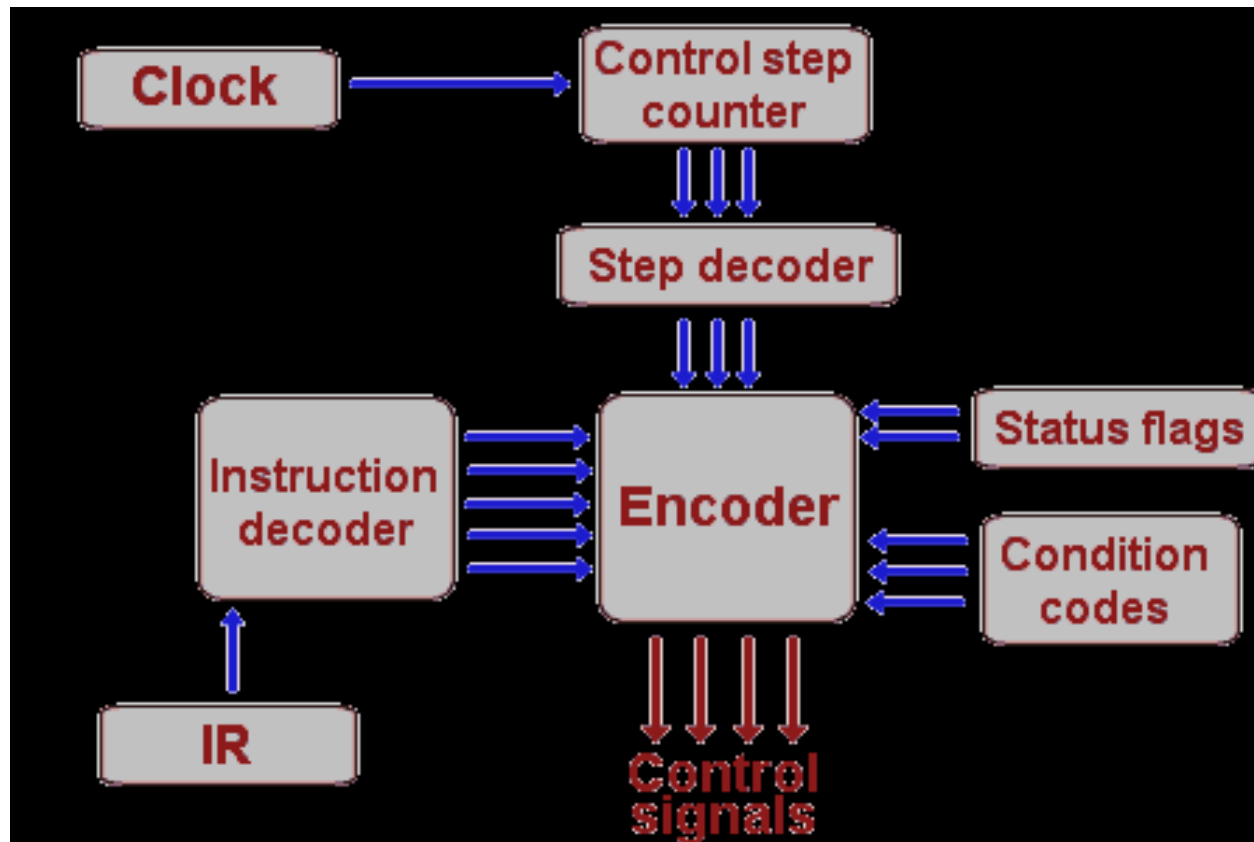 Clock
Control step
counter
Step decoder
Instruction
decoder
Encoder
Status flags
Condition
codes
IR
Control
signals